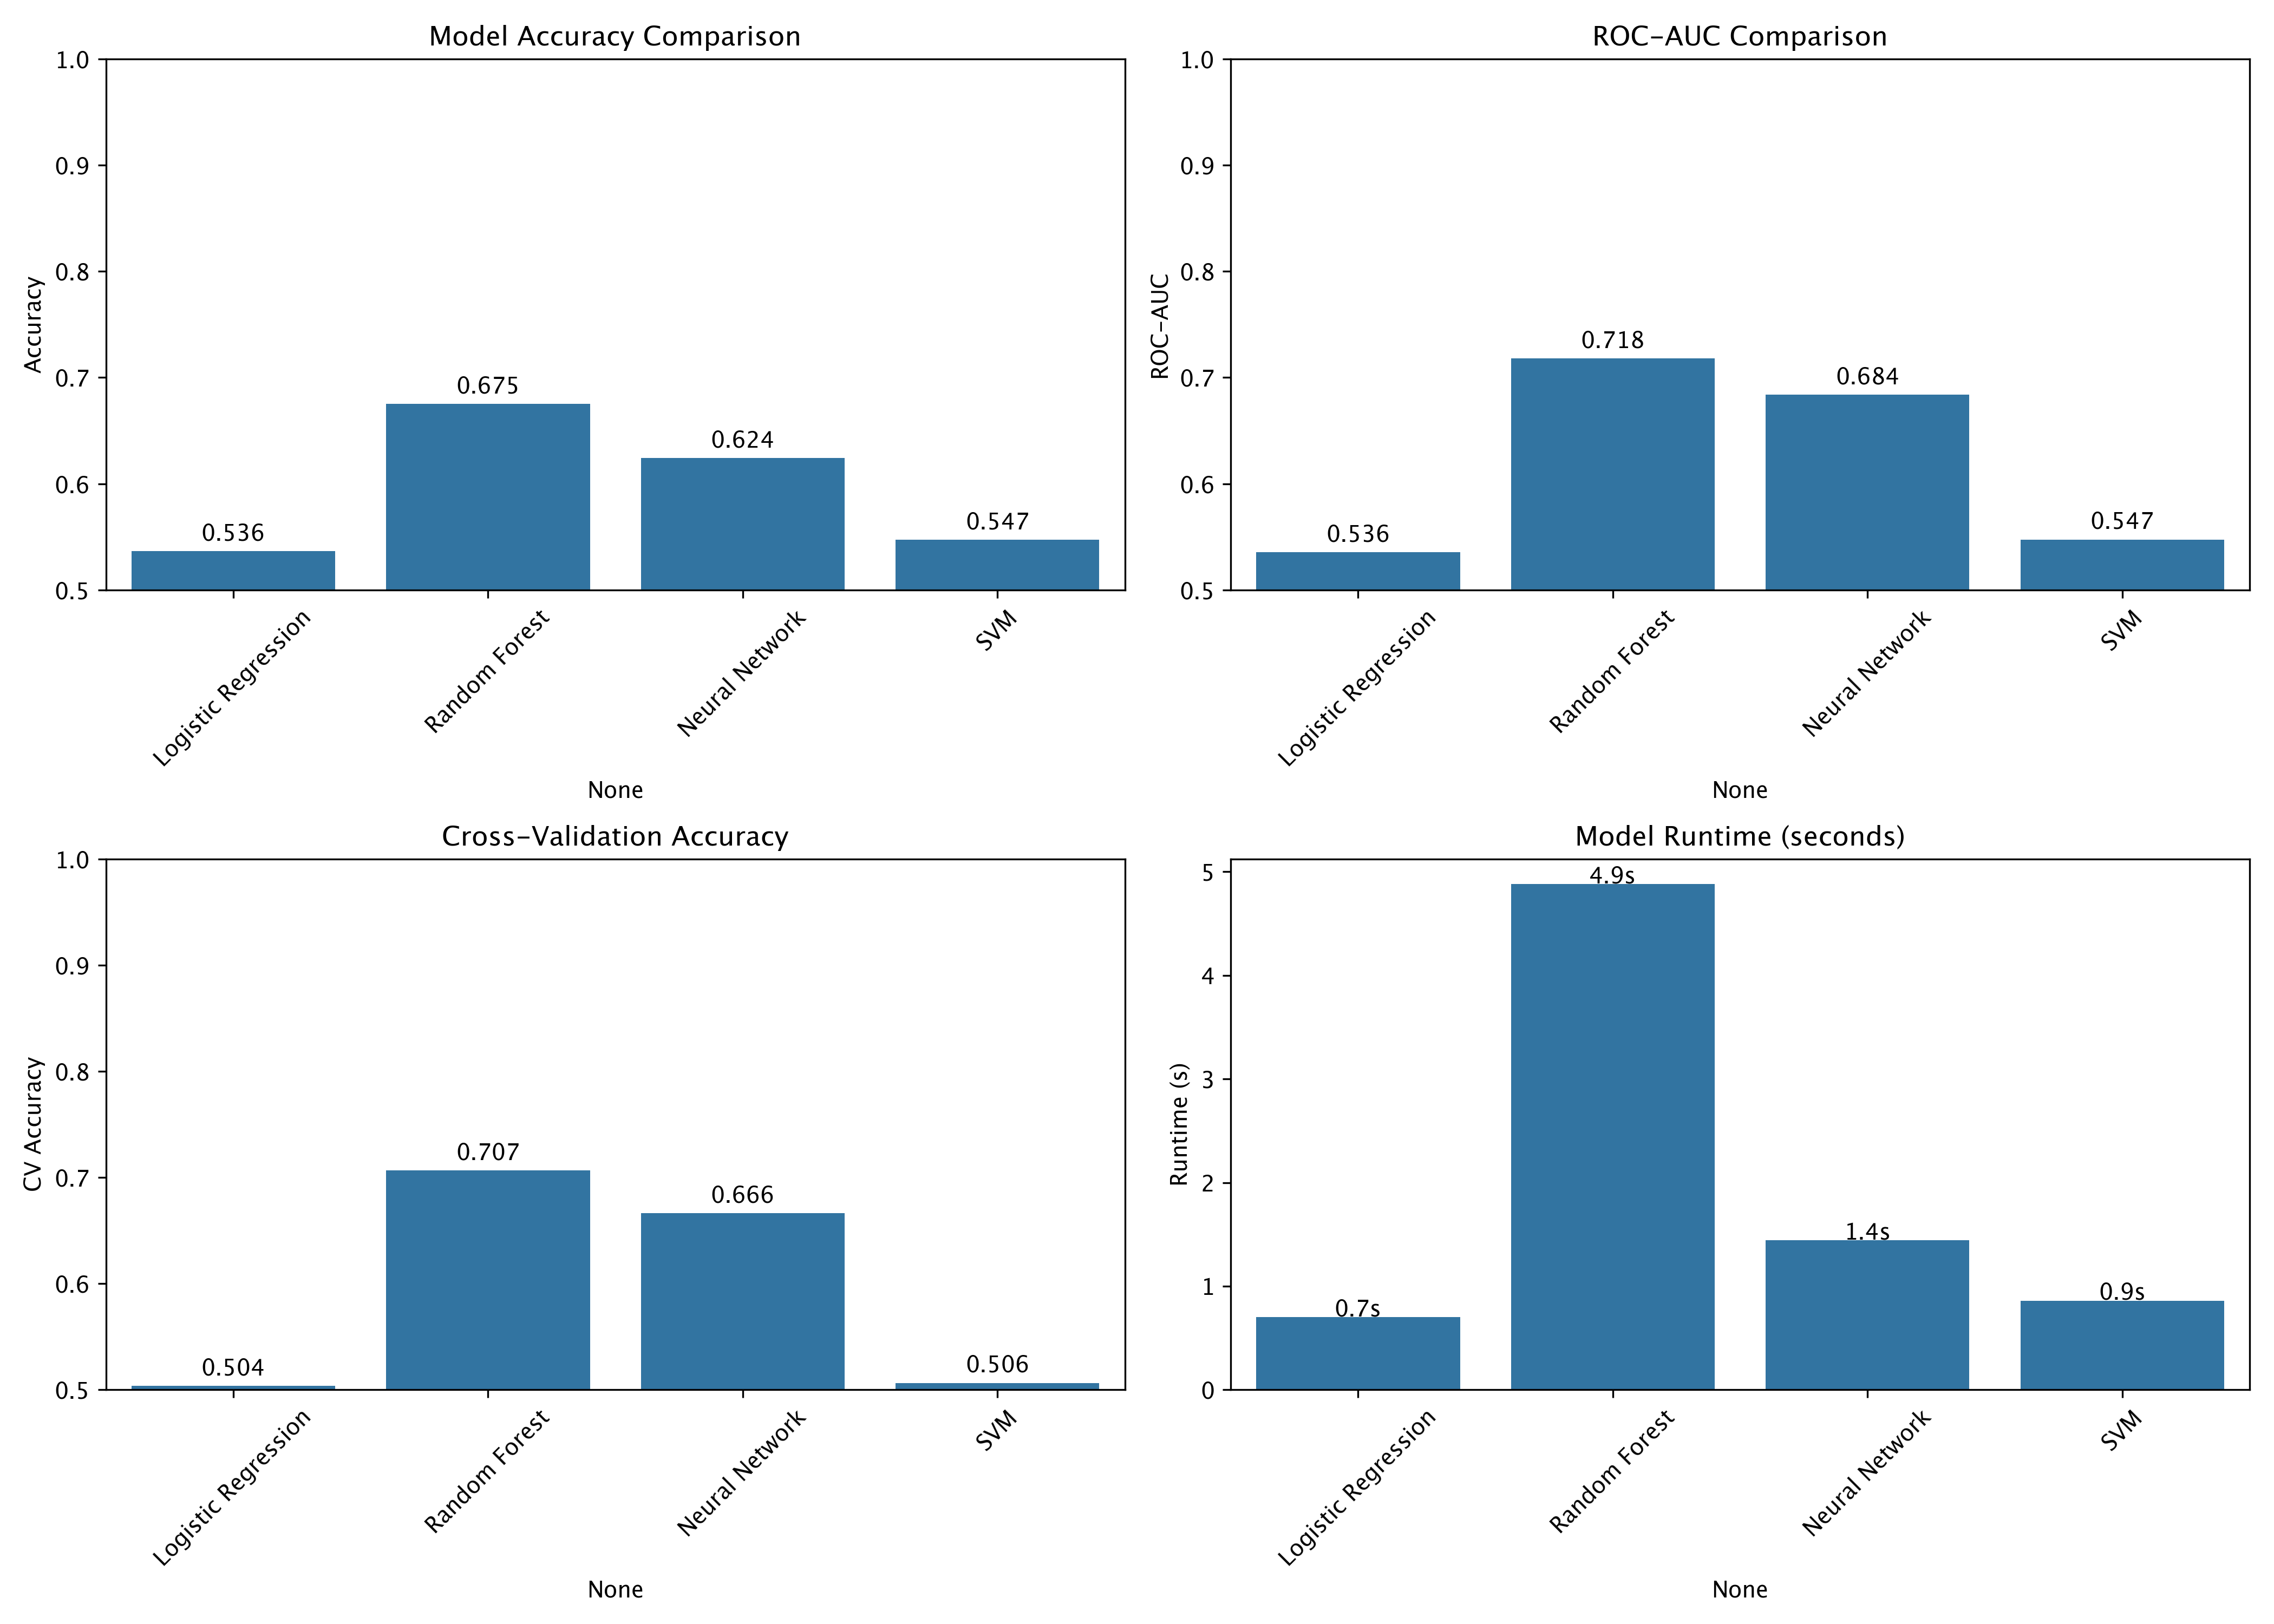 Model Accuracy Comparison
Accuracy
1.0
0.9
0.8
0.7
0.6
0.5
0.536
0.675
0.624
0.547
Logistic Regression
Random Forest
Neural Network
SVM
None
ROC-AUC Comparison
ROC-AUC
1.0
0.9
0.8
0.7
0.6
0.5
0.536
0.718
0.684
0.547
Logistic Regression
Random Forest
Neural Network
SVM
None
Cross-Validation Accuracy
CV Accuracy
1.0
0.9
0.8
0.7
0.6
0.5
0.504
0.707
0.666
0.506
Logistic Regression
Random Forest
Neural Network
SVM
None
Model Runtime (seconds)
Runtime (s)
5
4
3
2
1
0
0.7s
4.9s
1.4s
0.9s
Logistic Regression
Random Forest
Neural Network
SVM
None